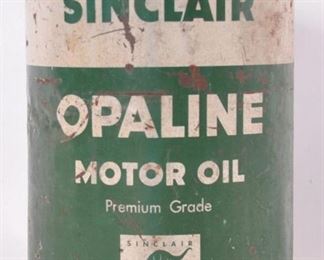 SINCLAIR
OPALINE
MOTOR OIL
Premium Grade
SINCLAIR